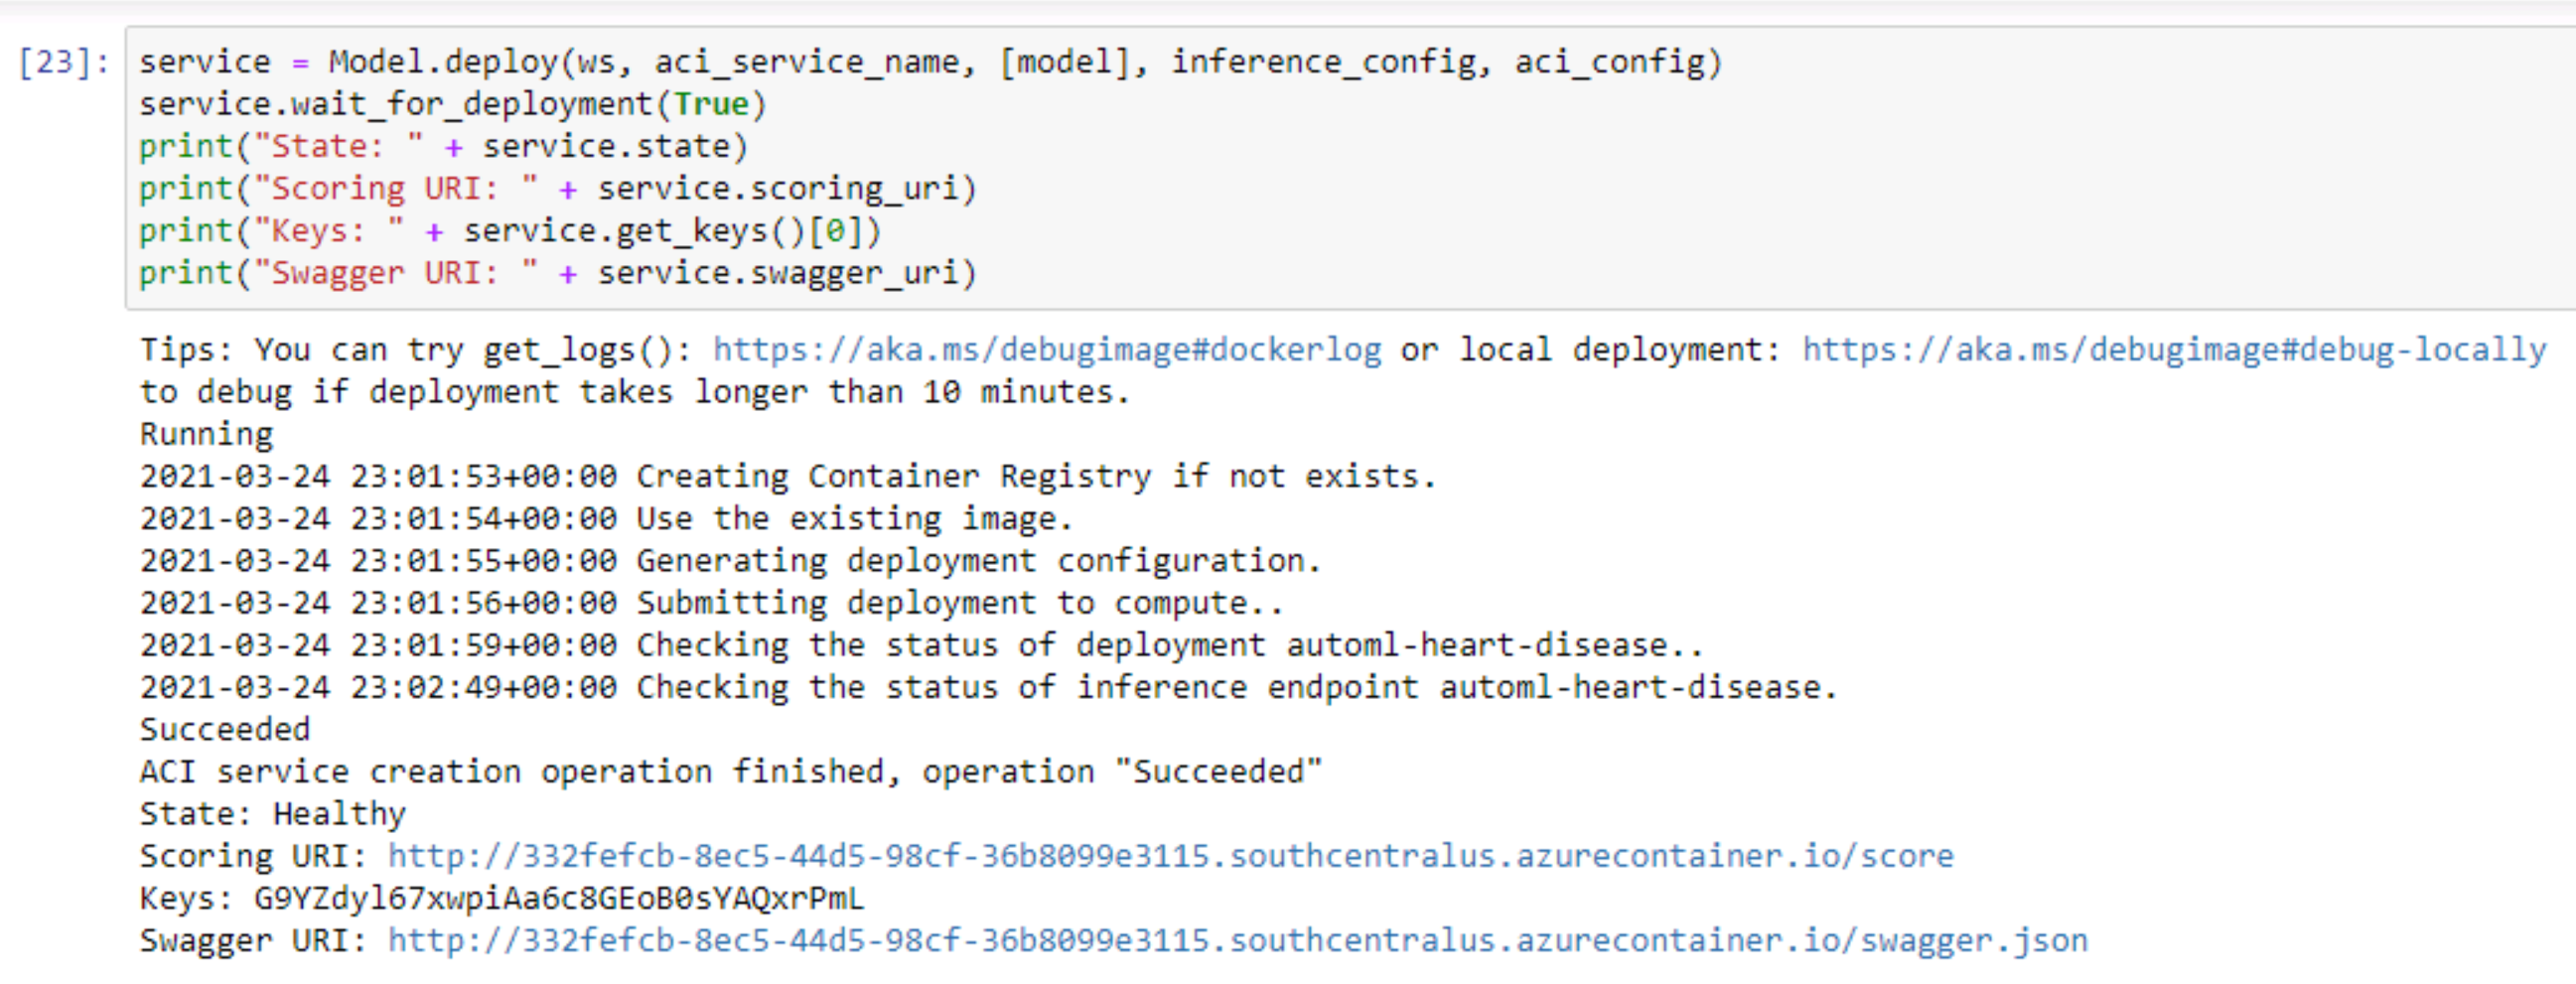 [23]: service = Model.deploy(ws, aci_service_name, [model], inference_config, aci_config)
service.wait_for_deployment(True)
print("State: " + service.state)
print("Scoring URI: " + service.scoring_uri)
print("Keys: " + service.get_keys()[0])
print("Swagger URI: " + service.swagger_uri)
Tips: You can try get_logs(): https://aka.ms/debugimage#dockerlog or local deployment: https://aka.ms/debugimage#debug-locally
to debug if deployment takes longer than 10 minutes.
Running
2021-03-24 23:01:53+00:00 Creating Container Registry if not exists.
2021-03-24 23:01:54+00:00 Use the existing image.
2021-03-24 23:01:55+00:00 Generating deployment configuration.
2021-03-24 23:01:56+00:00 Submitting deployment to compute..
2021-03-24 23:01:59+00:00 Checking the status of deployment automl-heart-disease..
2021-03-24 23:02:49+00:00 Checking the status of inference endpoint automl-heart-disease.
Succeeded
ACI service creation operation finished, operation "Succeeded"
State: Healthy
Scoring URI: http://332fefcb-8ec5-44d5-98cf-36b8099e3115.southcentralus.azurecontainer.io/score
Keys: G9YZdyl67xwpiAa6c8GEoB0sYAQxrPmL
Swagger URI: http://332fefcb-8ec5-44d5-98cf-36b8099e3115.southcentralus.azurecontainer.io/swagger.json